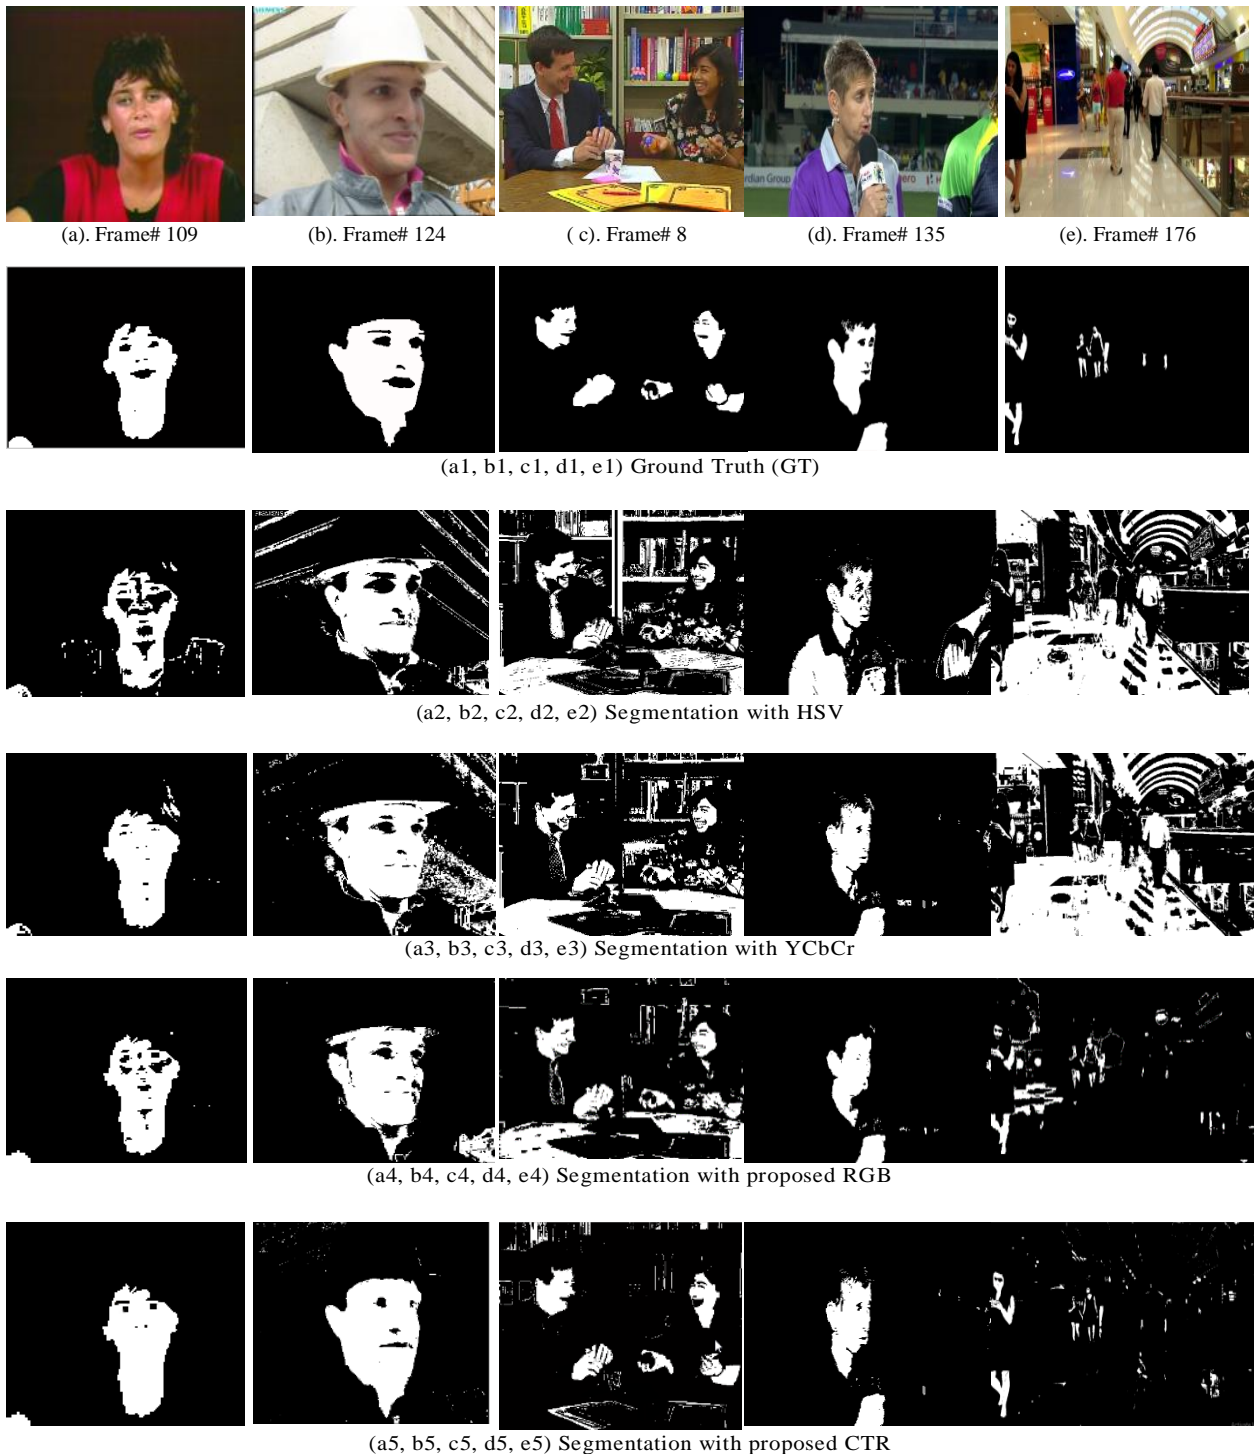 (a). Frame# 109
(b). Frame# 124
( c). Frame# 8
(d). Frame# 135
(e). Frame# 176
(a1, b1, c1, d1, e1) Ground Truth (GT)
(a2, b2, c2, d2, e2) Segmentation with HSV
(a3, b3, c3, d3, e3) Segmentation with YCbCr
(a4, b4, c4, d4, e4) Segmentation with proposed RGB
(a5, b5, c5, d5, e5) Segmentation with proposed CTR
rdian Group